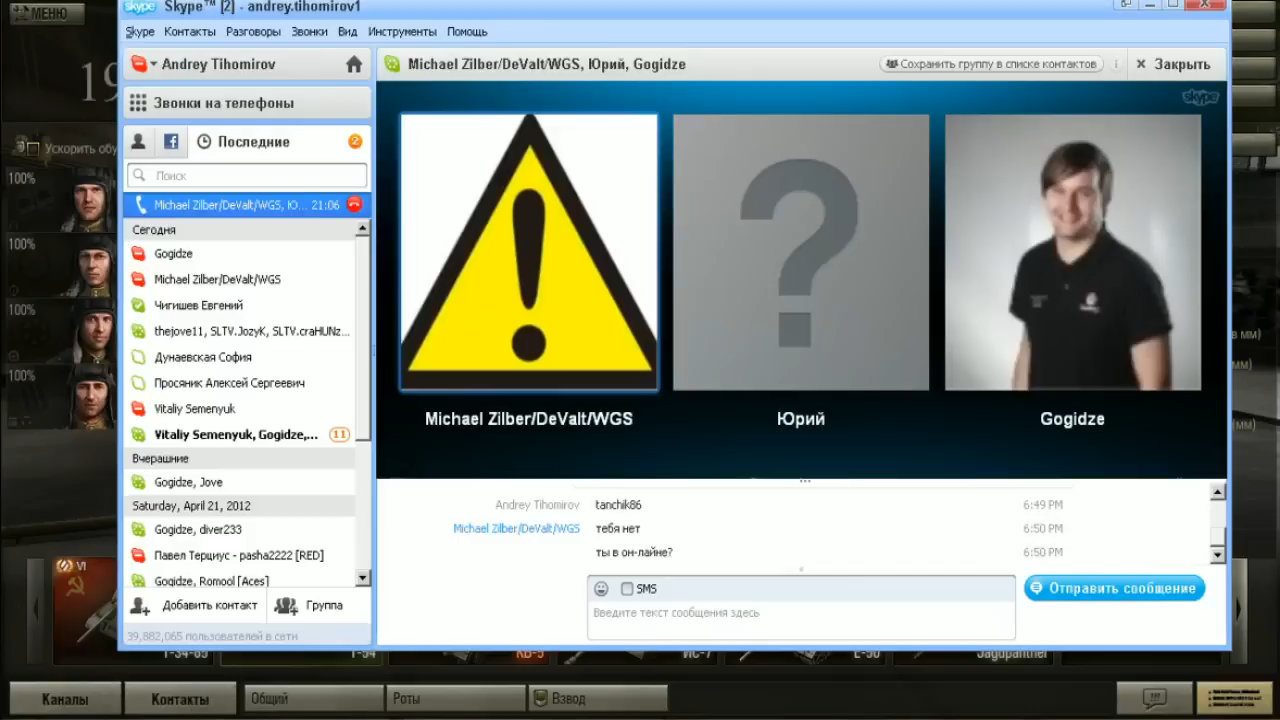 МЕНЮ
Skype™ [2] - andrey.tihomirov1
Skype Контакты Разговоры Звонки Вид Инструменты Помощь
Andrey Tihomirov
Michael Zilber/DeValt/WGS, Юрий, Gogidze
Сохранить группу в списке контактов
Закрыть
19
Звонки на телефоны
skype
Последние 2
Ускорить обу
Поиск
100%
Michael Zilber/DeValt/WGS, Ю... 21:06
Сегодня
Gogidze
100%
Michael Zilber/DeValt/WGS
Чигишев Евгений
100%
thejove11, SLTV.JozyK, SLTV.craHUNz...
Дунаевская София
100%
Просяник Алексей Сергеевич
Vitaliy Semenyuk
Vitaliy Semenyuk, Gogidze,... 11
Вчерашние
Gogidze, Jove
Saturday, April 21, 2012
Gogidze, diver233
Павел Терциус - pasha2222 [RED]
Gogidze, Romool [Aces]
Добавить контакт
Группа
39,882,065 пользователей в сети
Michael Zilber/DeValt/WGS
Юрий
Gogidze
в мм)
мм)
(мм)
Andrey Tihomirov tanchik86 6:49 PM
Michael Zilber/DeValt/WGS тебя нет 6:50 PM
ты в он-лайне? 6:50 PM
SMS
Введите текст сообщения здесь
Отправить сообщение
VI
T-34-85
T-54
КВ-5
ИС-7
E-50
Jagdpanther
Каналы
Контакты
Общий
Роты
Взвод